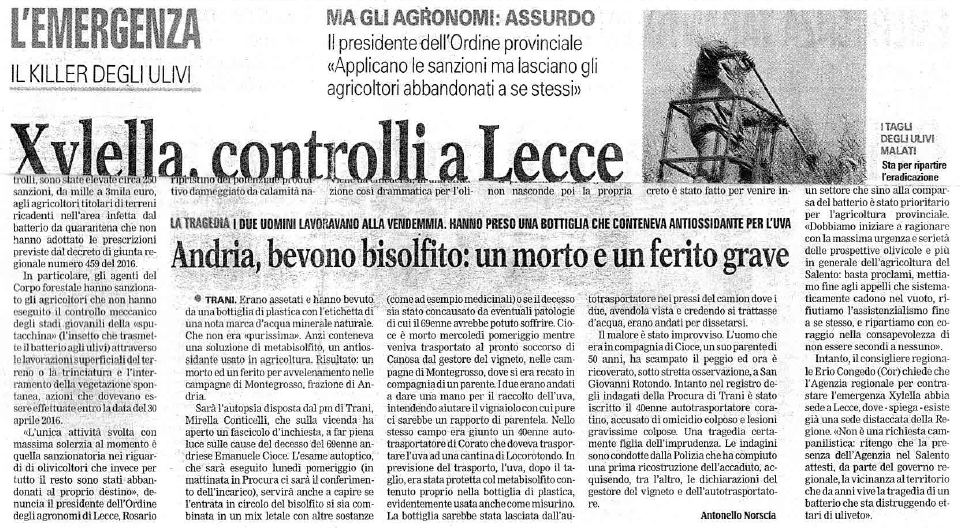 L'EMERGENZA
IL KILLER DEGLI ULIVI
MA GLI AGRONOMI: ASSURDO
Il presidente dell'Ordine provinciale
«Applicano le sanzioni ma lasciano gli
agricoltori abbandonati a se stessi»
Xylella, controlli a Lecce
I TAGLI
DEGLI ULIVI
MALATI
Sta per ripartire
l'eradicazione
trolli, sono state elevate circa 250
sanzioni, da mille a 3mila euro,
agli agricoltori titolari di terreni
ricadenti nell'area infetta dal
batterio da quarantena che non
hanno adottato le prescrizioni
previste dal decreto di giunta regionale
numero 459 del 2016.
In particolare, gli agenti del
Corpo forestale hanno sanzionato
gli agricoltori che non hanno
eseguito il controllo meccanico
degli stadi giovanili della «sputacchina»
(l'insetto che trasmette
il batterio agli ulivi) attraverso
le lavorazioni superficiali del terreno
o la trinciatura e l'interramento
della vegetazione spontanea,
azioni che dovevano essere
effettuate entro la data del 30
aprile 2016.
«L'unica attività svolta con
massima solerzia al momento è
quella sanzionatoria nei riguardi
di olivicoltori che invece per
tutto il resto sono stati abbandonati
al proprio destino», denuncia
il presidente dell'Ordine
degli agronomi di Lecce, Rosario
ripristino del potenziale produttivo
danneggiato da calamità na-
zione così drammatica per l'oli-
non nasconde poi la propria
creto è stato fatto per venire in-
LA TRAGEDIA I DUE UOMINI LAVORAVANO ALLA VENDEMMIA. HANNO PRESO UNA BOTTIGLIA CHE CONTENEVA ANTIOSSIDANTE PER L'UVA
Andria, bevono bisolfito: un morto e un ferito grave
● TRANI. Erano assetati e hanno bevuto
da una bottiglia di plastica con l'etichetta di
una nota marca d'acqua minerale naturale.
Che non era «purissima». Anzi conteneva
una soluzione di metabisolfito, un antiossidante
usato in agricoltura. Risultato: un
morto ed un ferito per avvelenamento nelle
campagne di Montegrosso, frazione di Andria.
Sarà l'autopsia disposta dal pm di Trani,
Mirella Conticelli, che sulla vicenda ha
aperto un fascicolo d'inchiesta, a far piena
luce sulle cause del decesso del 69enne andriese
Emanuele Cioce. L'esame autoptico,
che sarà eseguito lunedì pomeriggio (in
mattinata in Procura ci sarà il conferimento
dell'incarico), servirà anche a capire se
l'entrata in circolo del bisolfito si sia combinata
in un mix letale con altre sostanze
(come ad esempio medicinali) o se il decesso
sia stato concausato da eventuali patologie
di cui il 69enne avrebbe potuto soffrire. Cioce
è morto mercoledì pomeriggio mentre
veniva trasportato al pronto soccorso di
Canosa dal gestore del vigneto, nelle campagne
di Montegrosso, dove si era recato in
compagnia di un parente. I due erano andati
a dare una mano per il raccolto dell'uva,
intendendo aiutare il vignaiolo con cui pure
ci sarebbe un rapporto di parentela. Nello
stesso campo era giunto un 40enne autotrasportatore
di Corato che doveva trasportare
l'uva ad una cantina di Locorotondo. In
previsione del trasporto, l'uva, dopo il taglio,
era stata protetta col metabisolfito contenuto
proprio nella bottiglia di plastica,
evidentemente usata anche come misurino.
La bottiglia sarebbe stata lasciata dall'au-
totrasportatore nei pressi del camion dove i
due, avendola vista e credendo si trattasse
d'acqua, erano andati per dissetarsi.
Il malore è stato improvviso. L'uomo che
era in compagnia di Cioce, un suo parente di
50 anni, ha scampato il peggio ed ora è
ricoverato, sotto stretta osservazione, a San
Giovanni Rotondo. Intanto nel registro degli
indagati della Procura di Trani è stato
iscritto il 40enne autotrasportatore coratino,
accusato di omicidio colposo e lesioni
gravissime colpose. Una tragedia certamente
figlia dell'imprudenza. Le indagini
sono condotte dalla Polizia che ha compiuto
una prima ricostruzione dell'accaduto, acquisendo,
tra l'altro, le dichiarazioni del
gestore del vigneto e dell'autotrasportatore.
Antonello Norscia
un settore che sino alla comparsa
del batterio è stato prioritario
per l'agricoltura provinciale.
«Dobbiamo iniziare a ragionare
con la massima urgenza e serietà
delle prospettive olivicole e più
in generale dell'agricoltura del
Salento: basta proclami, mettiamo
fine agli appelli che sistematicamente
cadono nel vuoto, rifiutiamo
l'assistenzialismo fine
a se stesso, e ripartiamo con coraggio
nella consapevolezza di
non essere secondi a nessuno».
Intanto, il consigliere regionale
Erio Congedo (Cor) chiede che
l'Agenzia regionale per contrastare
l'emergenza Xylella abbia
sede a Lecce, dove - spiega - esiste
già una sede distaccata della Regione.
«Non è una richiesta campanilistica:
ritengo che la presenza
dell'Agenzia nel Salento
attesti, da parte del governo regionale,
la vicinanza al territorio
che da anni vive la tragedia di un
batterio che sta distruggendo ettari
di uliveto».